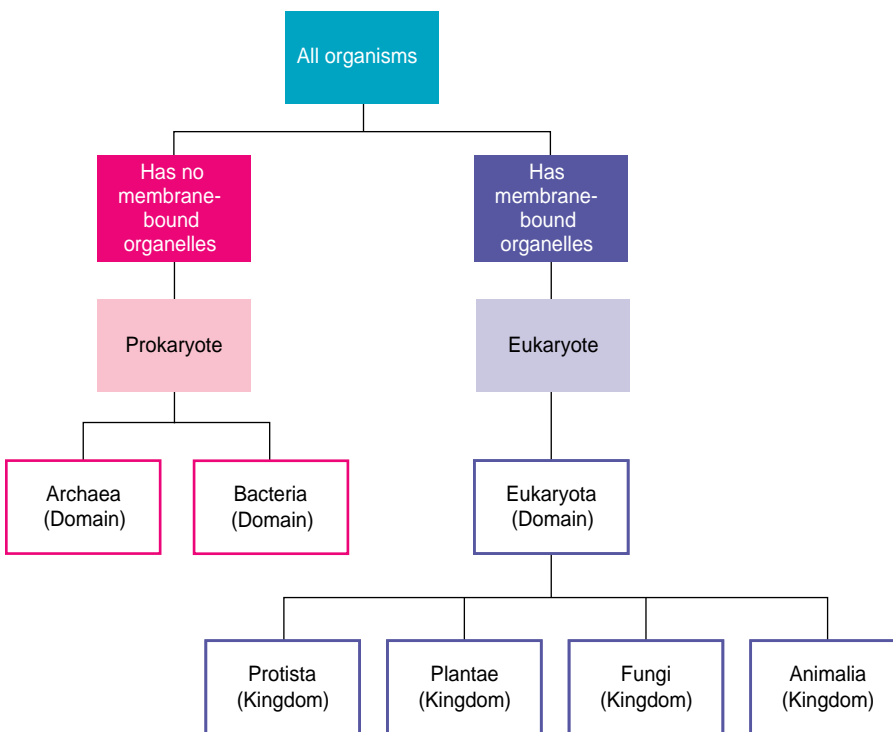 All organisms
Has no
membrane-
bound
organelles
Has
membrane-
bound
organelles
Prokaryote
Eukaryote
Archaea
(Domain)
Bacteria
(Domain)
Eukaryota
(Domain)
Protista
(Kingdom)
Plantae
(Kingdom)
Fungi
(Kingdom)
Animalia
(Kingdom)